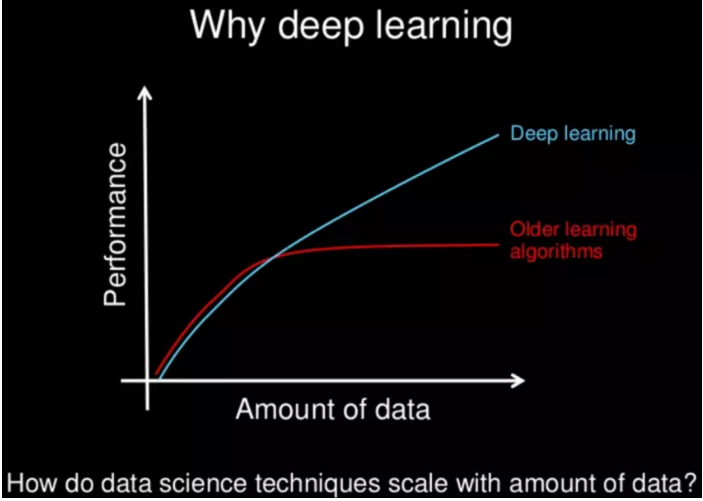 Why deep learning
Performance
Deep learning
Older learning
algorithms
Amount of data
How do data science techniques scale with amount of data?